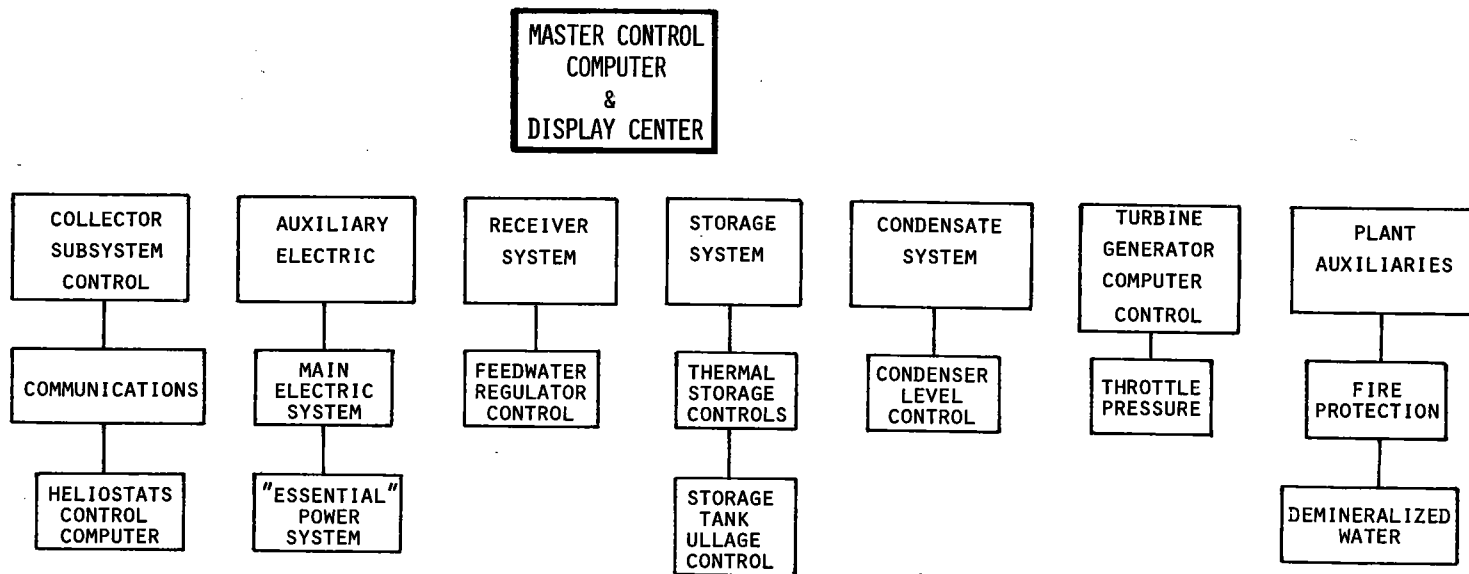 MASTER CONTROL
COMPUTER
&
DISPLAY CENTER
COLLECTOR
SUBSYSTEM
CONTROL
AUXILIARY
ELECTRIC
RECEIVER
SYSTEM
STORAGE
SYSTEM
CONDENSATE
SYSTEM
TURBINE
GENERATOR
COMPUTER
CONTROL
PLANT
AUXILIARIES
COMMUNICATIONS
MAIN
ELECTRIC
SYSTEM
FEEDWATER
REGULATOR
CONTROL
THERMAL
STORAGE
CONTROLS
CONDENSER
LEVEL
CONTROL
THROTTLE
PRESSURE
FIRE
PROTECTION
HELIOSTATS
CONTROL
COMPUTER
"ESSENTIAL"
POWER
SYSTEM
STORAGE
TANK
ULLAGE
CONTROL
DEMINERALIZED
WATER